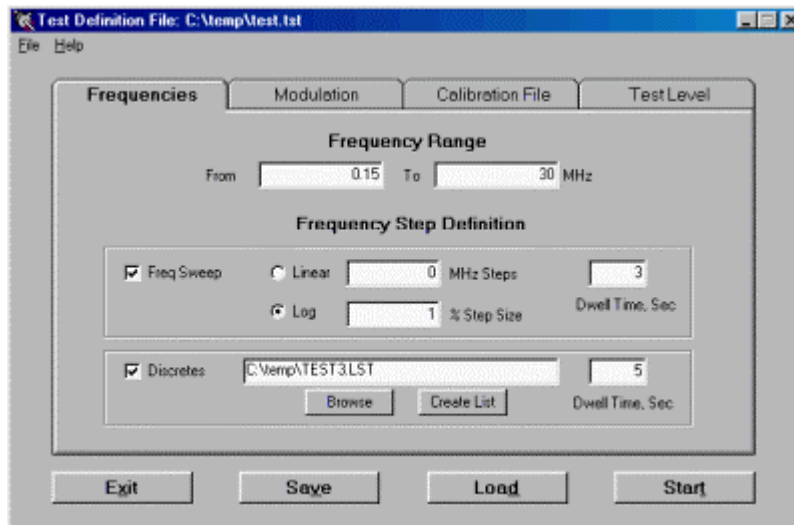 Test Definition File: C:\temp\test.tst
File Help
Frequencies Modulation Calibration File Test Level
Frequency Range
From 0.15 To 30 MHz
Frequency Step Definition
Freq Sweep Linear 0 MHz Steps 3
Log 1 % Step Size Dwell Time, Sec
Discretes C:\temp\TEST3.LST 5
Browse Create List Dwell Time, Sec
Exit Save Load Start